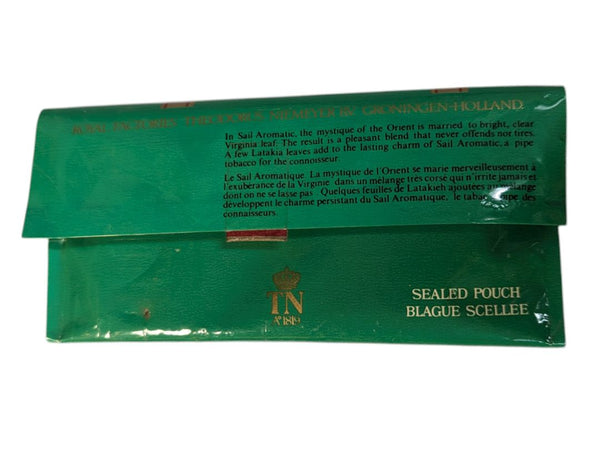 ROYAL FACTORIES THEODORUS NIEMEYER BV GRONINGEN-HOLLAND
In Sail Aromatic, the mystique of the Orient is married to bright, clear
Virginia leaf. The result is a pleasant blend that never offends nor tires.
A few Latakia leaves add to the lasting charm of Sail Aromatic, a pipe
tobacco for the connoisseur.
Le Sail Aromatique. La mystique de l'Orient se marie merveilleusement a
l'exuberance de la Virginie dans un mélange trés corsé qui n'irrite jamais et
dont on ne se lasse pas Quelques feuilles de Latakieh ajoutées au mélange
développent le charme persistant du Sail Aromatique, le tabac pipe des
connaisseurs.
TN
Aº 1819
SEALED POUCH
BLAGUE SCELLEE